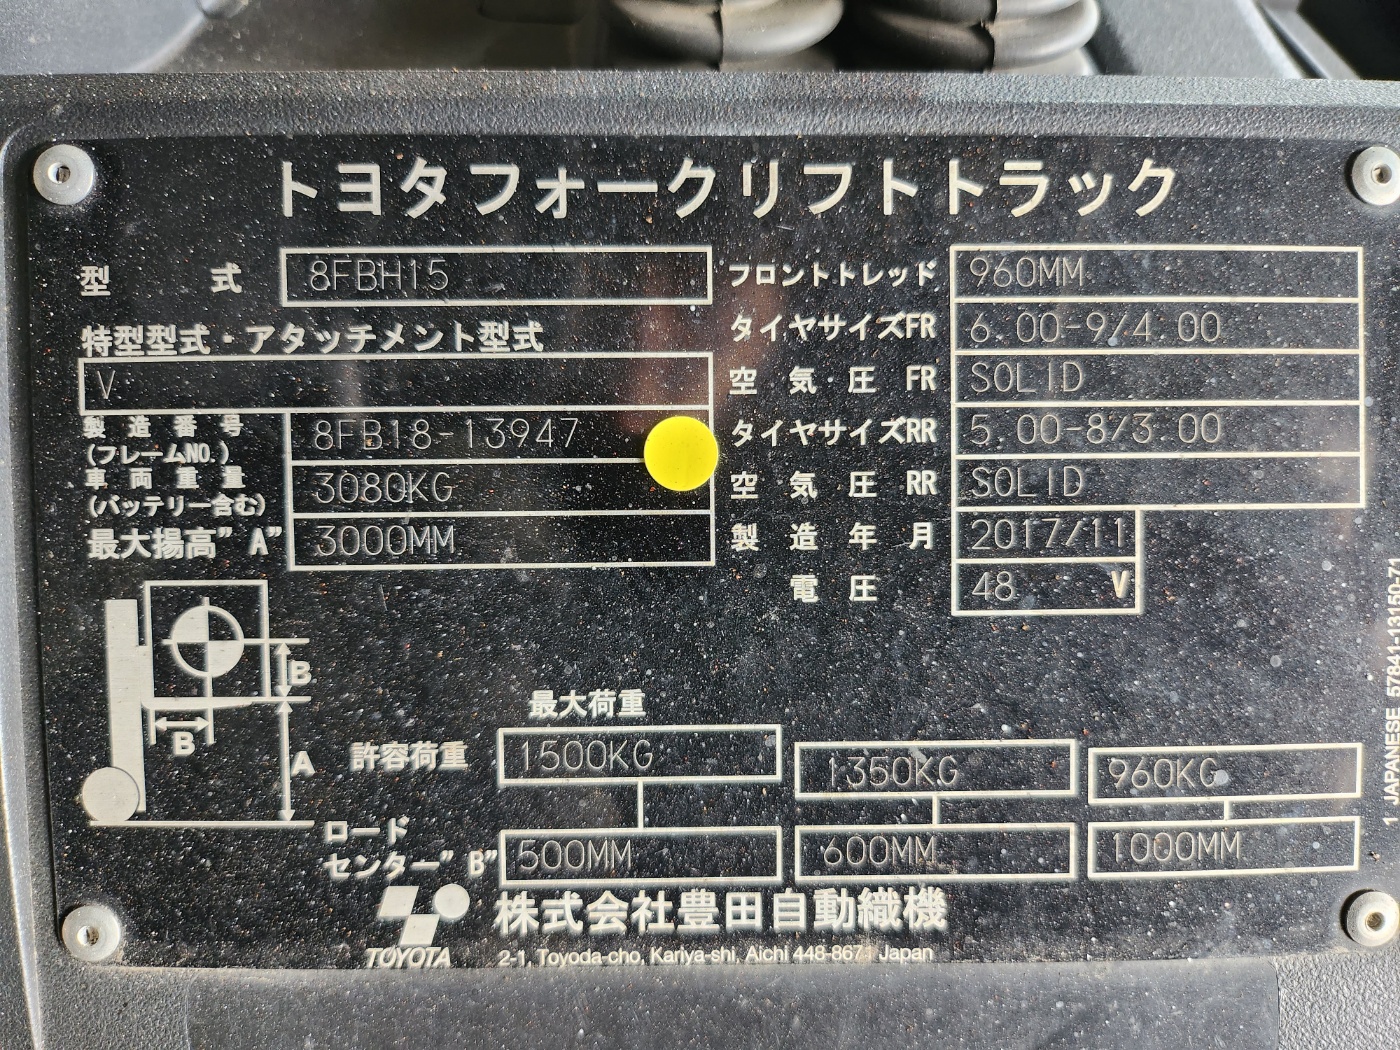 トヨタフォークリフトトラック
型 式 8FBH15
特型型式・アタッチメント型式
V
製造番号
(フレームNO.) 8FB18-13947
車両重量
(バッテリー含む) 3080KG
最大揚高"A" 3000MM
フロントトレッド 960MM
タイヤサイズFR 6.00-9/4.00
空気圧 FR SOLID
タイヤサイズRR 5.00-8/3.00
空気圧 RR SOLID
製造年月 2017/11
電圧 48 V
B
B
A
最大荷重
許容荷重 1500KG 1350KG 960KG
ロード
センター"B" 500MM 600MM 1000MM
株式会社豊田自動織機
TOYOTA 2-1, Toyoda-cho, Kariya-shi, Aichi 448-8671 Japan
1-JAPANESE 57841-13150-71